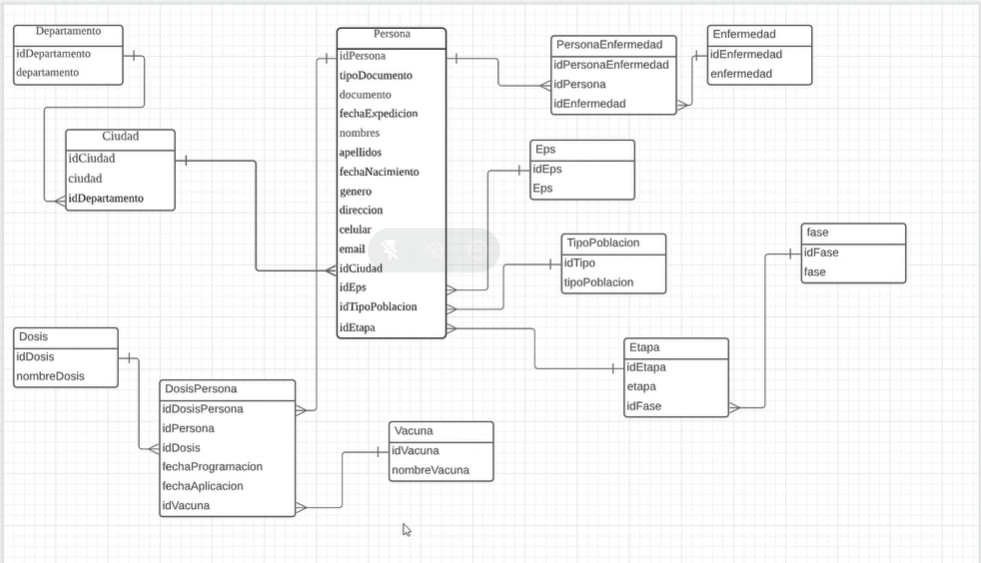 Departamento
idDepartamento
departamento
Ciudad
idCiudad
ciudad
idDepartamento
Persona
idPersona
tipoDocumento
documento
fechaExpedicion
nombres
apellidos
fechaNacimiento
genero
direccion
celular
email
idCiudad
idEps
idTipoPoblacion
idEtapa
PersonaEnfermedad
idPersonaEnfermedad
idPersona
idEnfermedad
Enfermedad
idEnfermedad
enfermedad
Eps
idEps
Eps
TipoPoblacion
idTipo
tipoPoblacion
fase
idFase
fase
Etapa
idEtapa
etapa
idFase
Dosis
idDosis
nombreDosis
DosisPersona
idDosisPersona
idPersona
idDosis
fechaProgramacion
fechaAplicacion
idVacuna
Vacuna
idVacuna
nombreVacuna